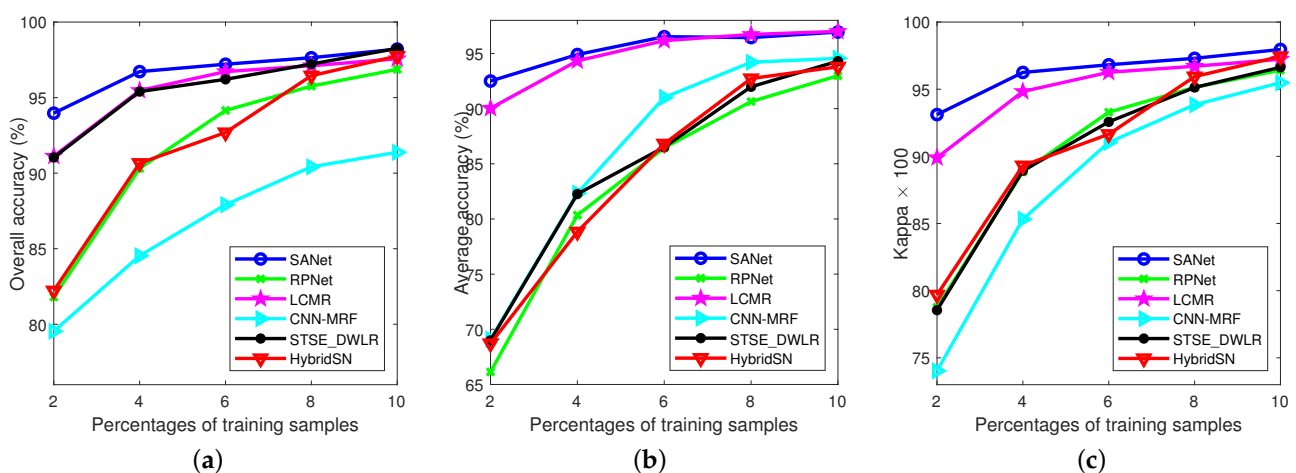 100
95
90
85
80
Overall accuracy (%)
2
4
6
8
10
Percentages of training samples
SANet
RPNet
LCMR
CNN-MRF
STSE_DWLR
HybridSN
(a)
95
90
85
80
75
70
65
Average accuracy (%)
2
4
6
8
10
Percentages of training samples
SANet
RPNet
LCMR
CNN-MRF
STSE_DWLR
HybridSN
(b)
100
95
90
85
80
75
Kappa × 100
2
4
6
8
10
Percentages of training samples
SANet
RPNet
LCMR
CNN-MRF
STSE_DWLR
HybridSN
(c)